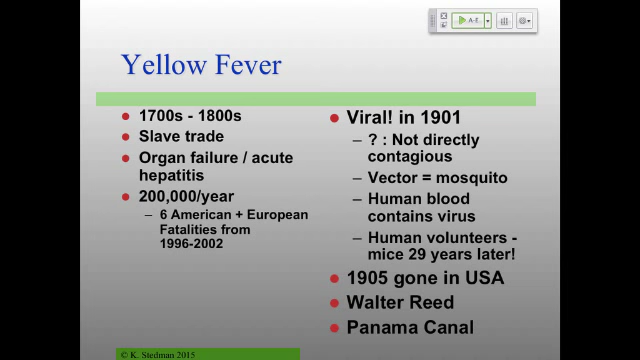 Yellow Fever
1700s - 1800s
Slave trade
Organ failure / acute
hepatitis
200,000/year
– 6 American + European
Fatalities from
1996-2002
Viral! in 1901
– ? : Not directly
contagious
– Vector = mosquito
– Human blood
contains virus
– Human volunteers -
mice 29 years later!
1905 gone in USA
Walter Reed
Panama Canal
© K. Stedman 2015